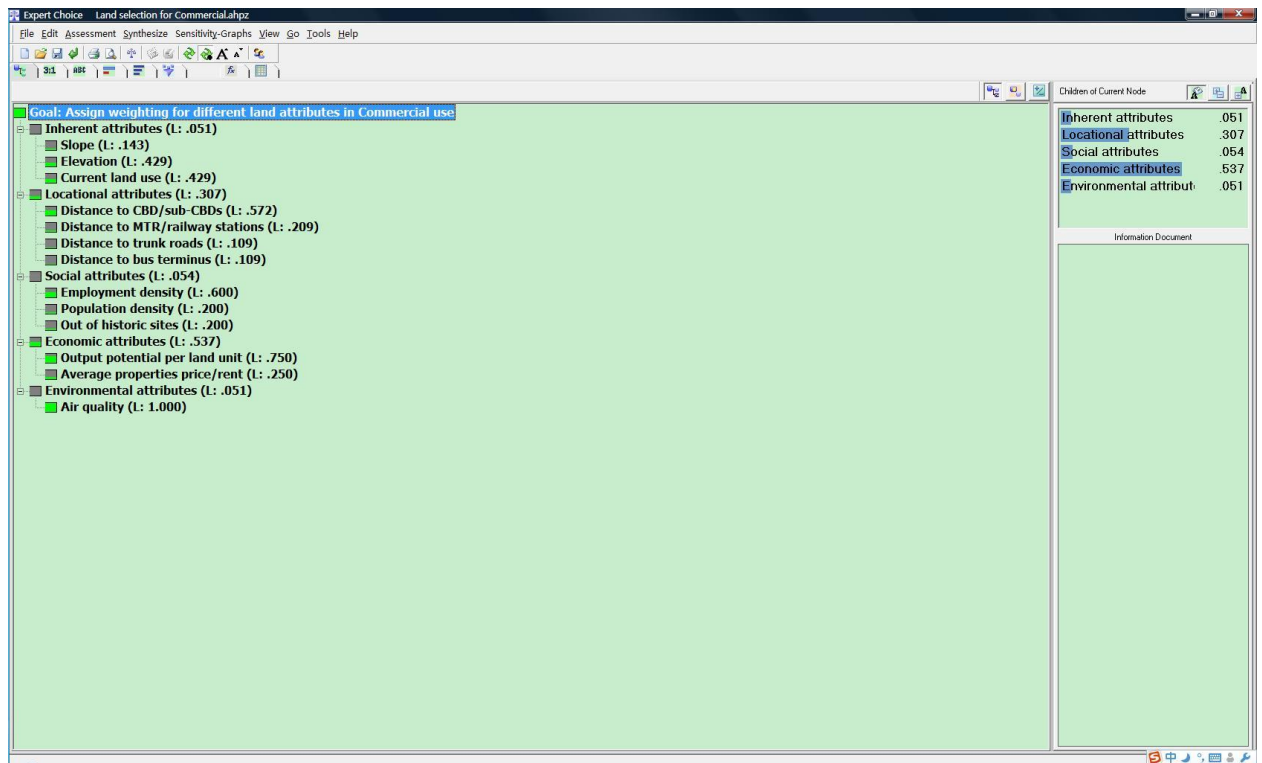 Expert Choice Land selection for Commercial.ahpz
File Edit Assessment Synthesize Sensitivity-Graphs View Go Tools Help
3:1 ABC
Children of Current Node
Goal: Assign weighting for different land attributes in Commercial use
Inherent attributes (L: .051)
Slope (L: .143)
Elevation (L: .429)
Current land use (L: .429)
Locational attributes (L: .307)
Distance to CBD/sub-CBDs (L: .572)
Distance to MTR/railway stations (L: .209)
Distance to trunk roads (L: .109)
Distance to bus terminus (L: .109)
Social attributes (L: .054)
Employment density (L: .600)
Population density (L: .200)
Out of historic sites (L: .200)
Economic attributes (L: .537)
Output potential per land unit (L: .750)
Average properties price/rent (L: .250)
Environmental attributes (L: .051)
Air quality (L: 1.000)
Inherent attributes .051
Locational attributes .307
Social attributes .054
Economic attributes .537
Environmental attribut .051
Information Document
中